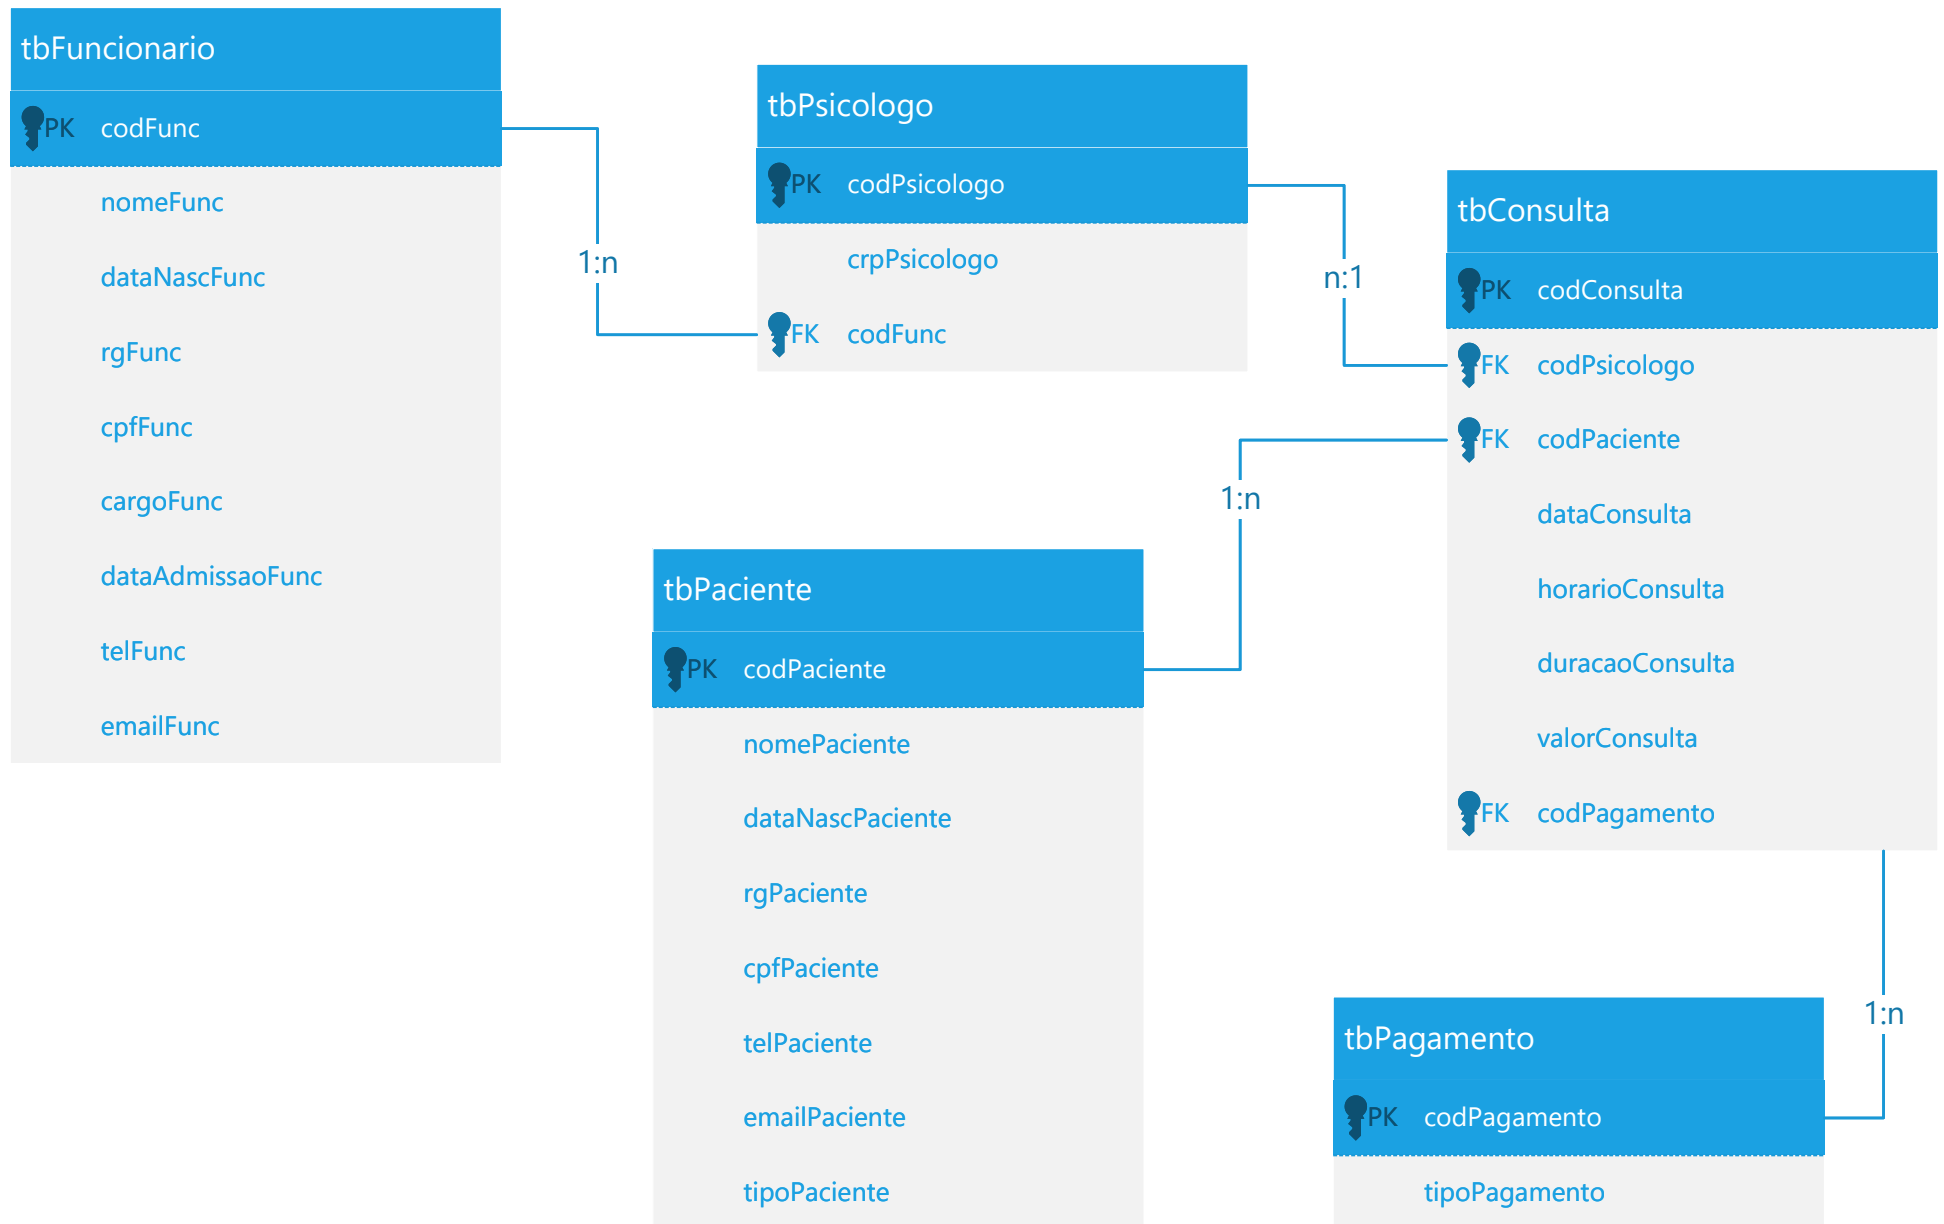 tbFuncionario
PK codFunc
nomeFunc
dataNascFunc
rgFunc
cpfFunc
cargoFunc
dataAdmissaoFunc
telFunc
emailFunc
1:n
tbPsicologo
PK codPsicologo
crpPsicologo
FK codFunc
n:1
tbConsulta
PK codConsulta
FK codPsicologo
FK codPaciente
dataConsulta
horarioConsulta
duracaoConsulta
valorConsulta
FK codPagamento
1:n
tbPaciente
PK codPaciente
nomePaciente
dataNascPaciente
rgPaciente
cpfPaciente
telPaciente
emailPaciente
tipoPaciente
1:n
tbPagamento
PK codPagamento
tipoPagamento